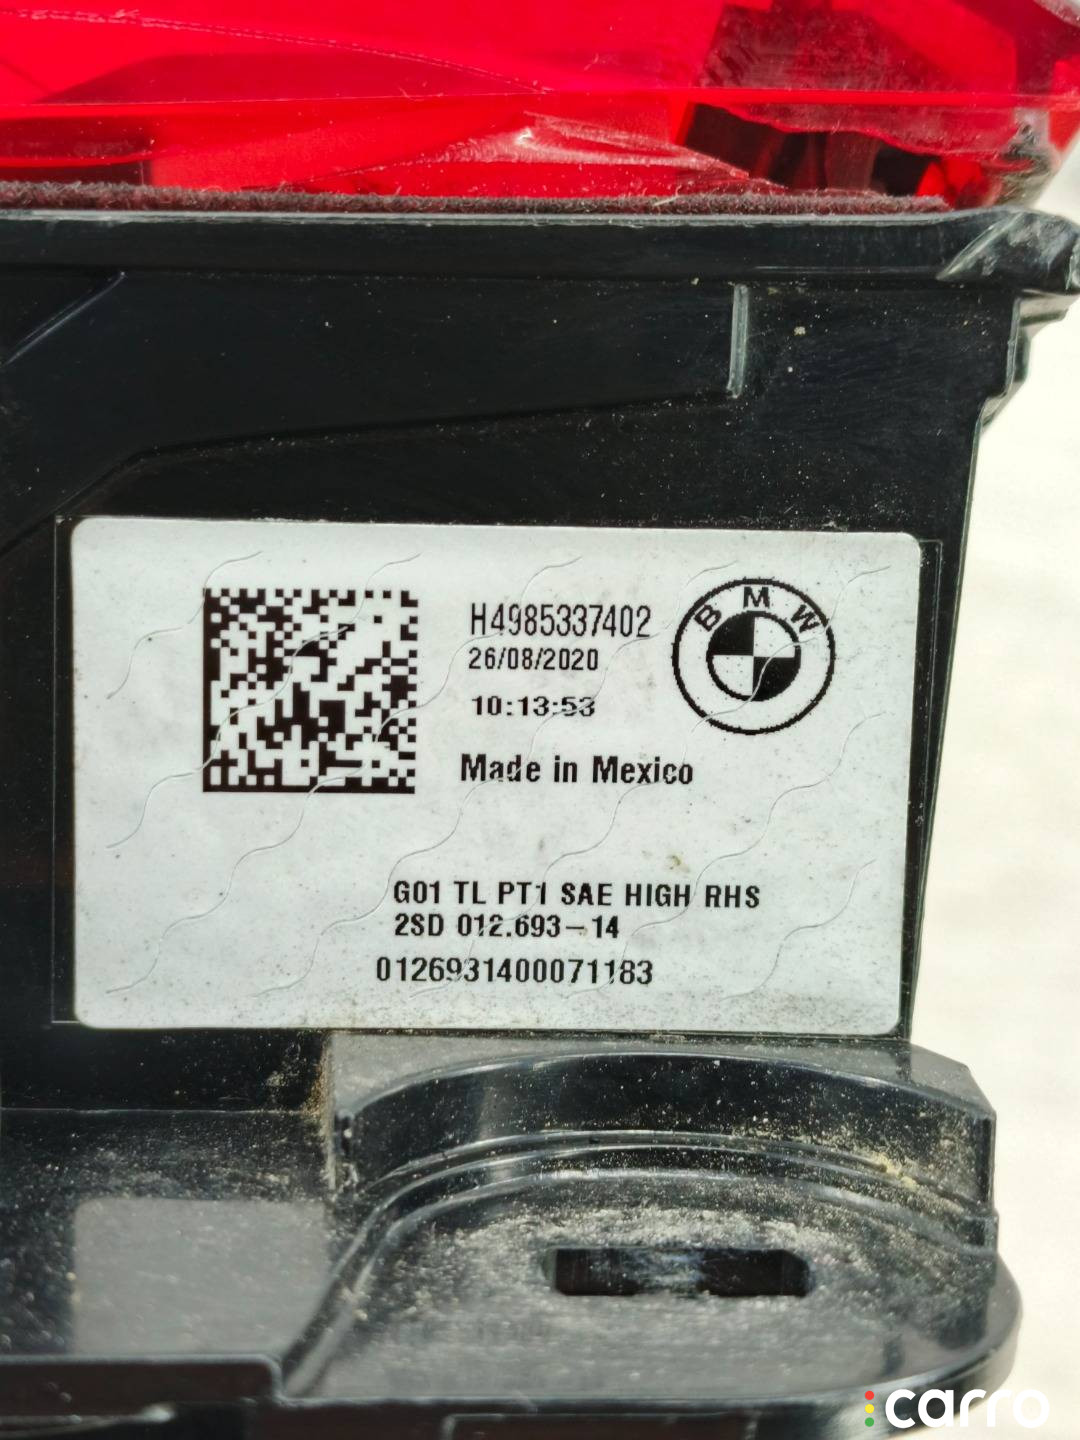 H4985337402
26/08/2020
10:13:53
BMW
Made in Mexico
G01 TL PT1 SAE HIGH RHS
2SD 012.693-14
0126931400071183
carro